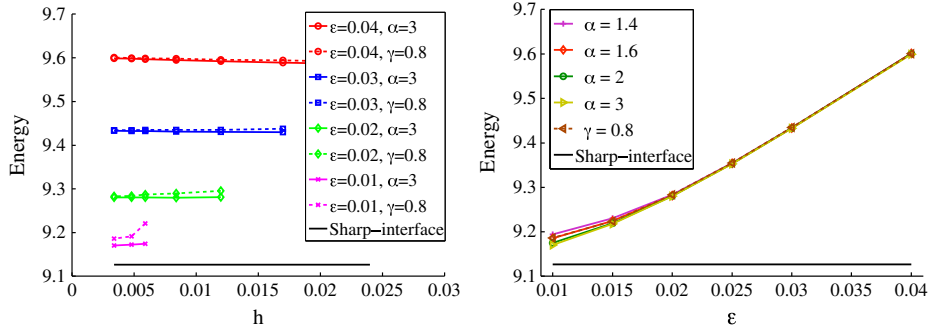 9.7
9.6
9.5
9.4
9.3
9.2
9.1
Energy
0
0.005
0.01
0.015
0.02
0.025
0.03
h
ε=0.04, α=3
ε=0.04, γ=0.8
ε=0.03, α=3
ε=0.03, γ=0.8
ε=0.02, α=3
ε=0.02, γ=0.8
ε=0.01, α=3
ε=0.01, γ=0.8
Sharp−interface
9.7
9.6
9.5
9.4
9.3
9.2
9.1
Energy
0.01
0.015
0.02
0.025
0.03
0.035
0.04
ε
α = 1.4
α = 1.6
α = 2
α = 3
γ = 0.8
Sharp−interface